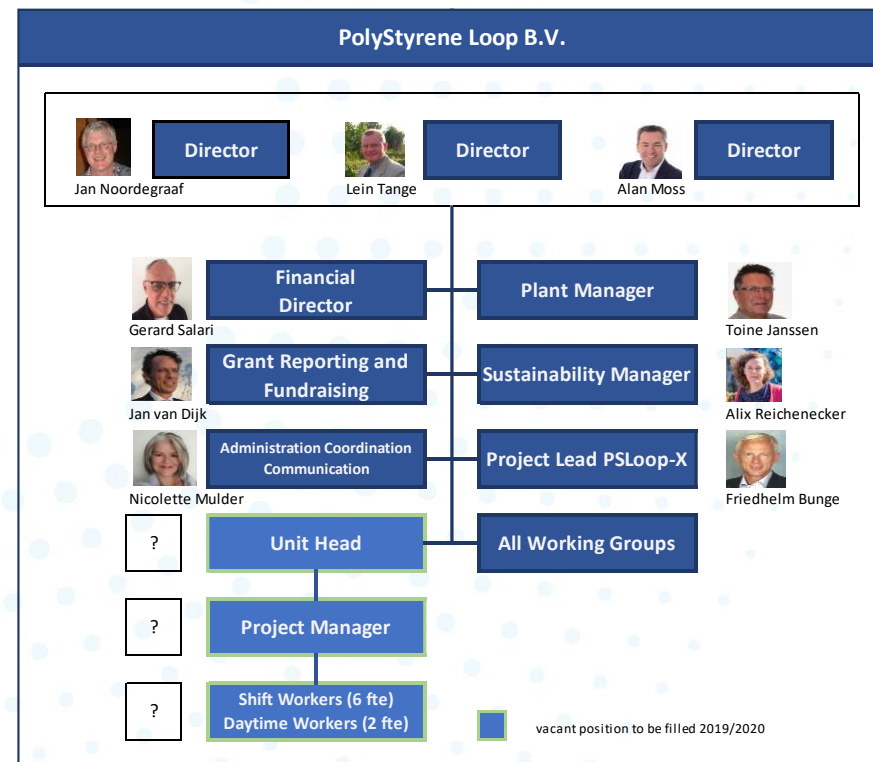 PolyStyrene Loop B.V.
Director
Director
Director
Jan Noordegraaf
Lein Tange
Alan Moss
Financial
Director
Plant Manager
Gerard Salari
Toine Janssen
Grant Reporting and
Fundraising
Sustainability Manager
Jan van Dijk
Alix Reichenecker
Administration Coordination
Communication
Project Lead PSLoop-X
Nicolette Mulder
Friedhelm Bunge
?
Unit Head
All Working Groups
?
Project Manager
?
Shift Workers (6 fte)
Daytime Workers (2 fte)
vacant position to be filled 2019/2020